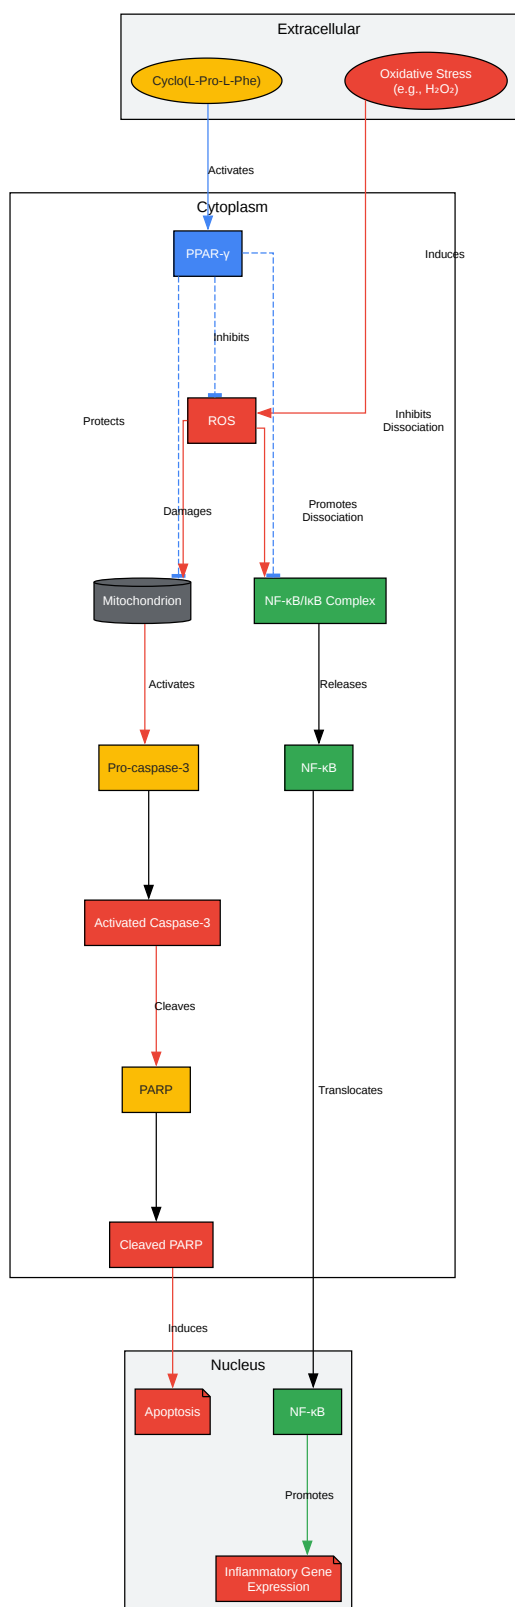 Extracellular
Cyclo(L-Pro-L-Phe)
Oxidative Stress
(e.g., H₂O₂)
Activates
Cytoplasm
PPAR-γ
Induces
Inhibits
ROS
Protects
Inhibits
Dissociation
Damages
Promotes
Dissociation
Mitochondrion
NF-κB/IκB Complex
Activates
Releases
Pro-caspase-3
NF-κB
Activated Caspase-3
Cleaves
PARP
Translocates
Cleaved PARP
Induces
Nucleus
Apoptosis
NF-κB
Promotes
Inflammatory Gene
Expression